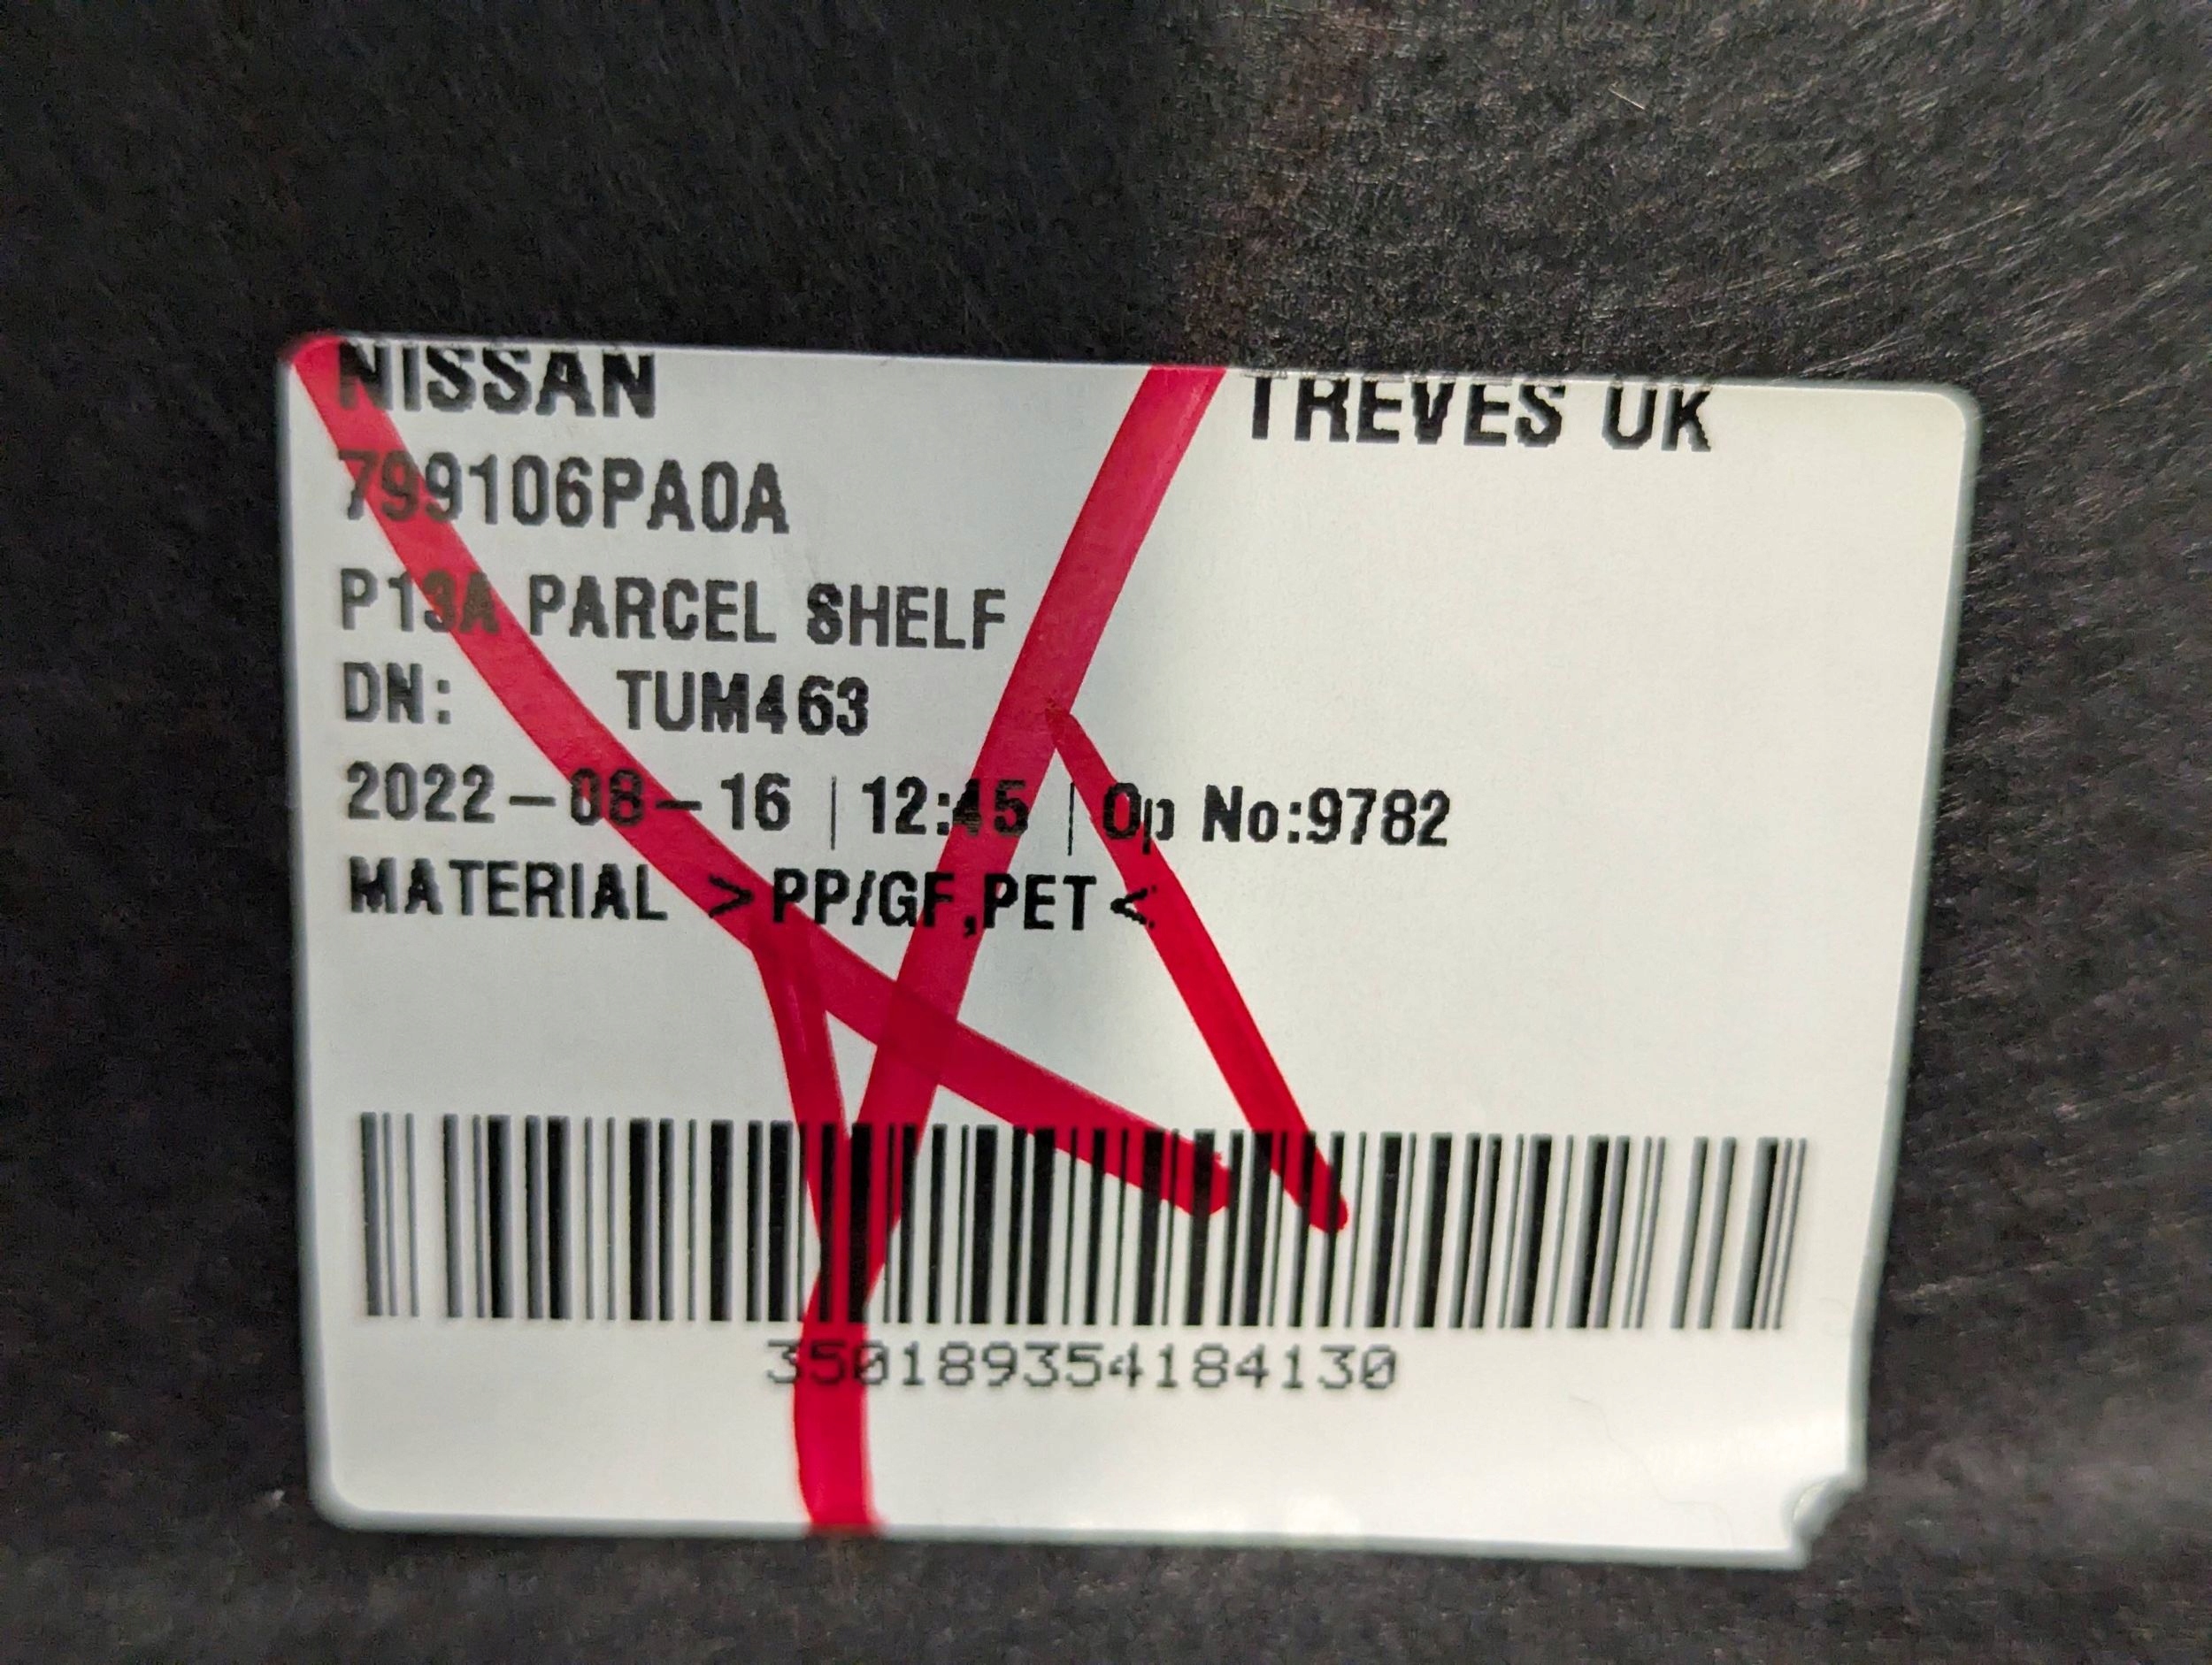 NISSAN TREVES UK
799106PA0A
P13A PARCEL SHELF
DN: TUM463
2022-08-16 | 12:45 | Op No:9782
MATERIAL >PP/GF,PET<
350189354184130